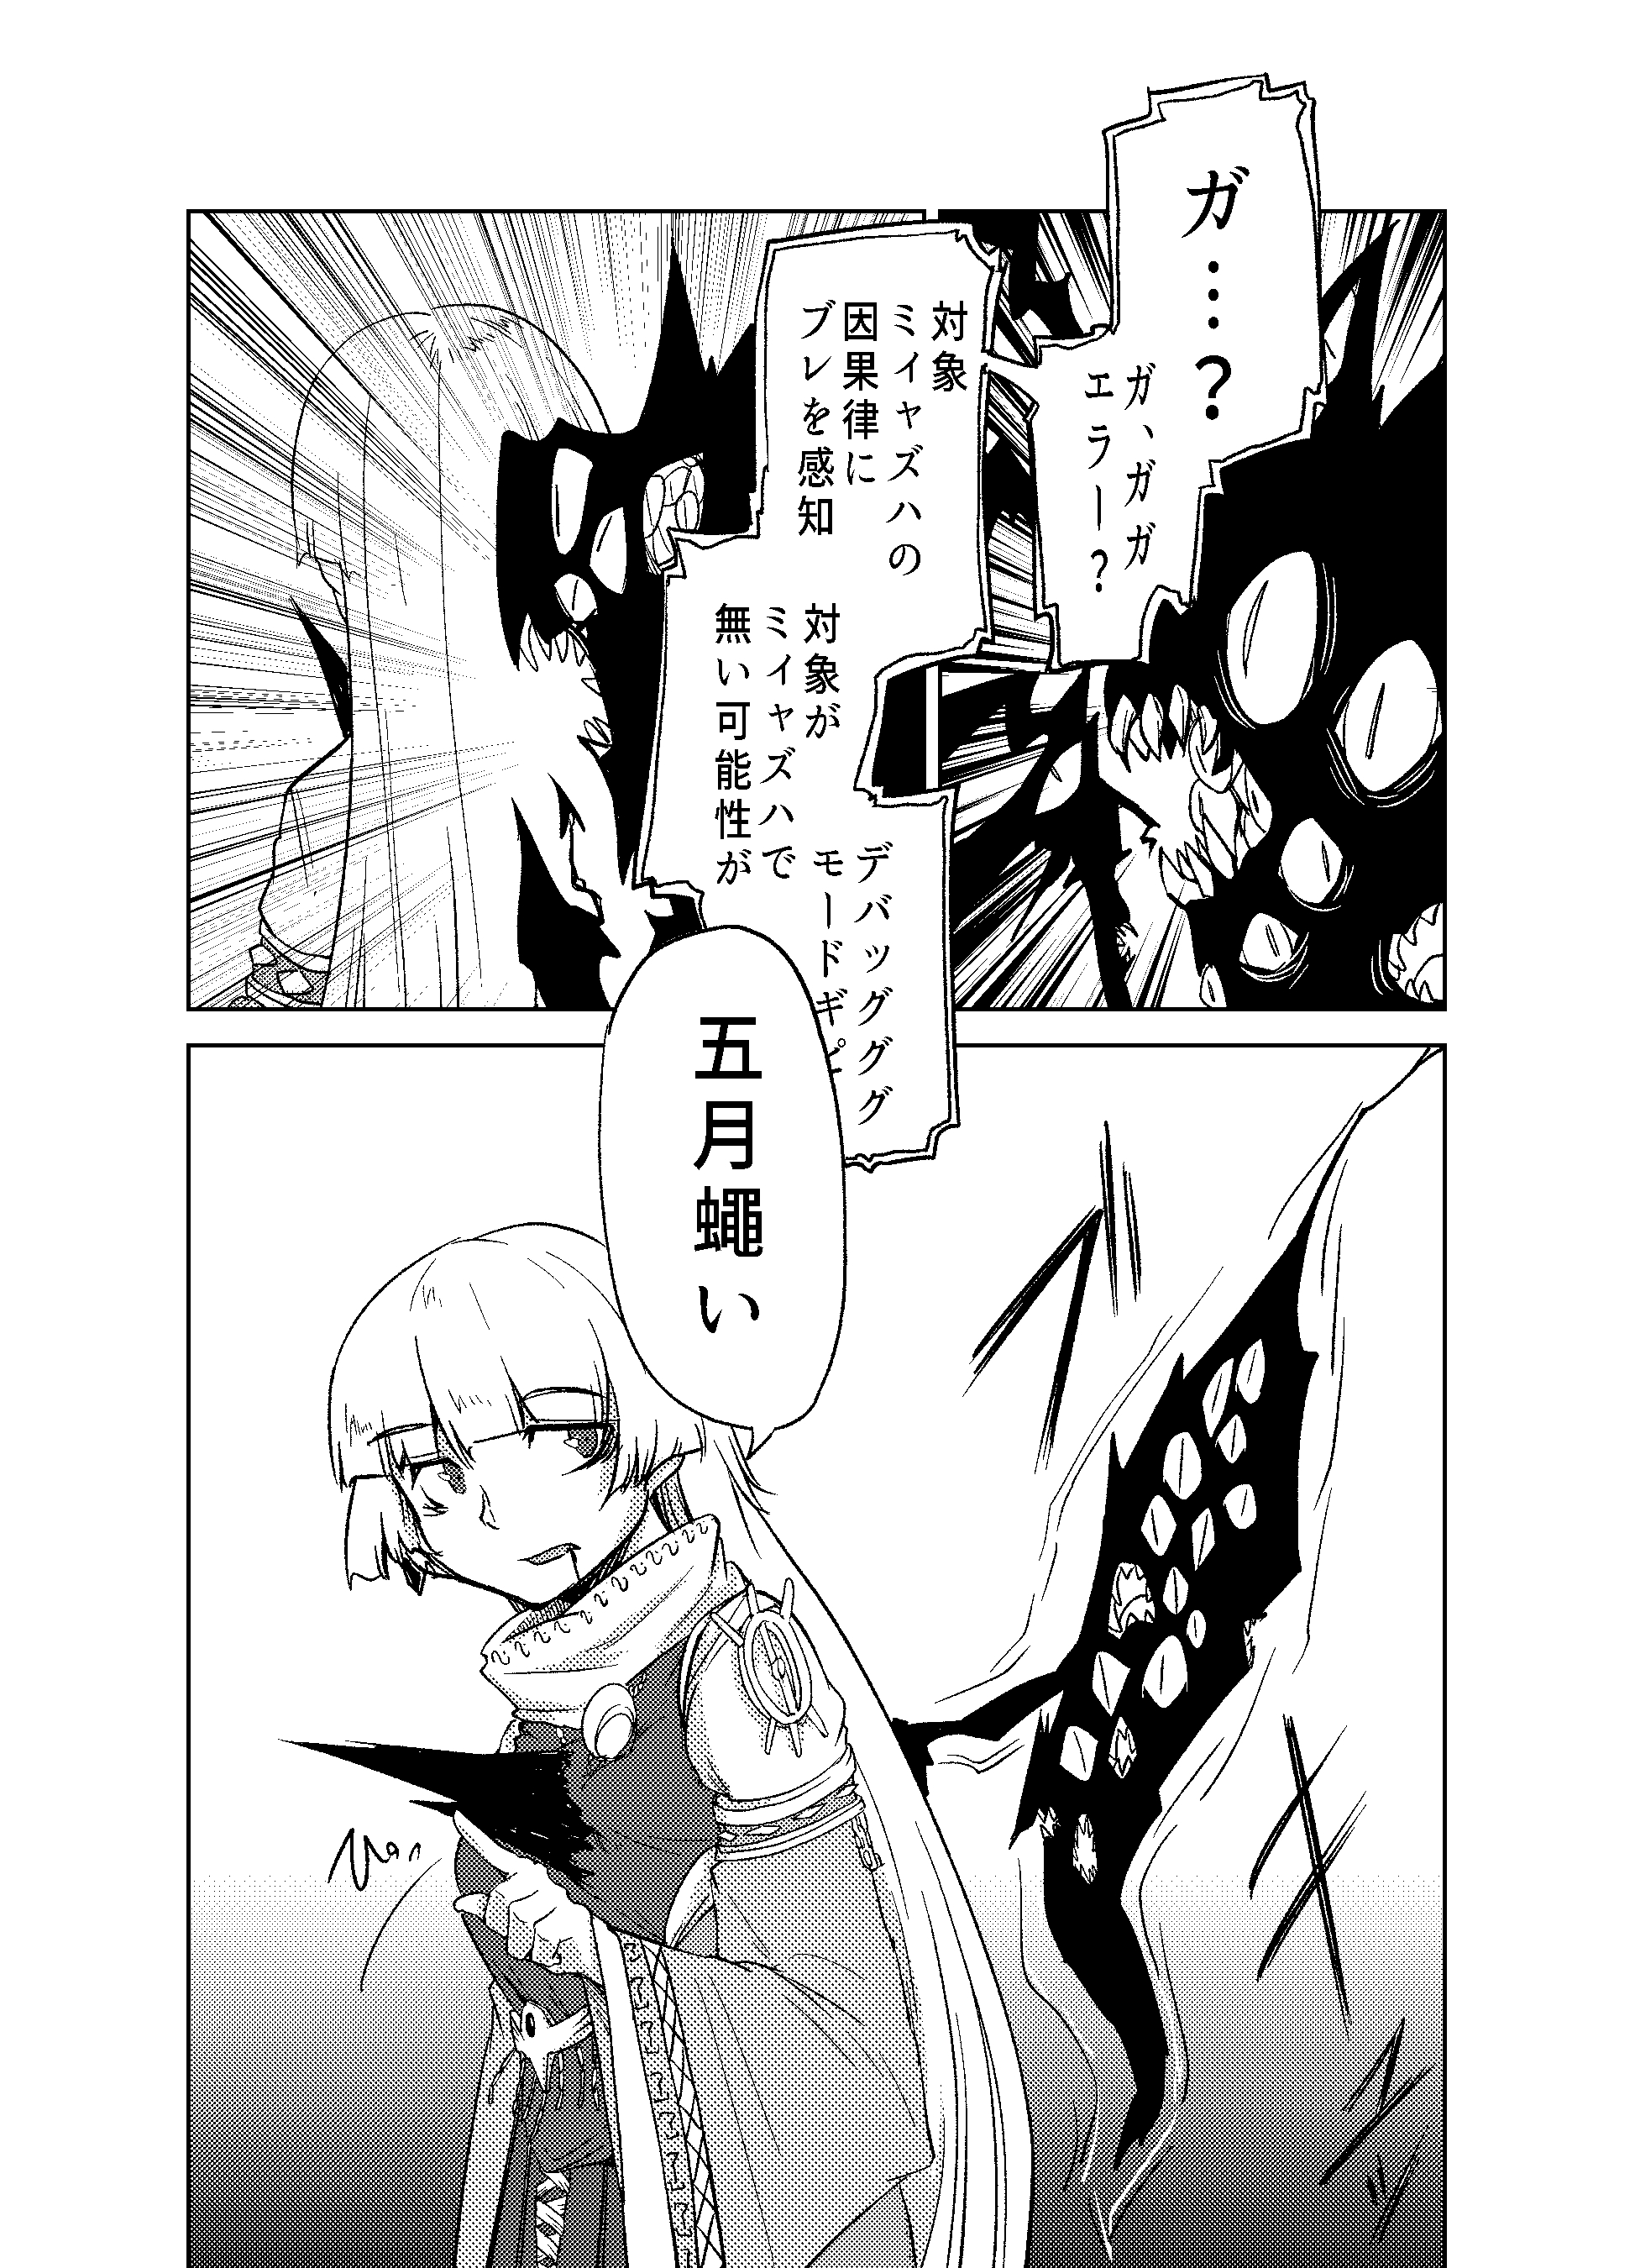 ガ…？
ガ、ガガ
エラー？
対象
ミイャズハの
因果律に
ブレを感知
対象が
ミイャズハで
無い可能性が
デバッググググ
モードギピ
五月蠅い